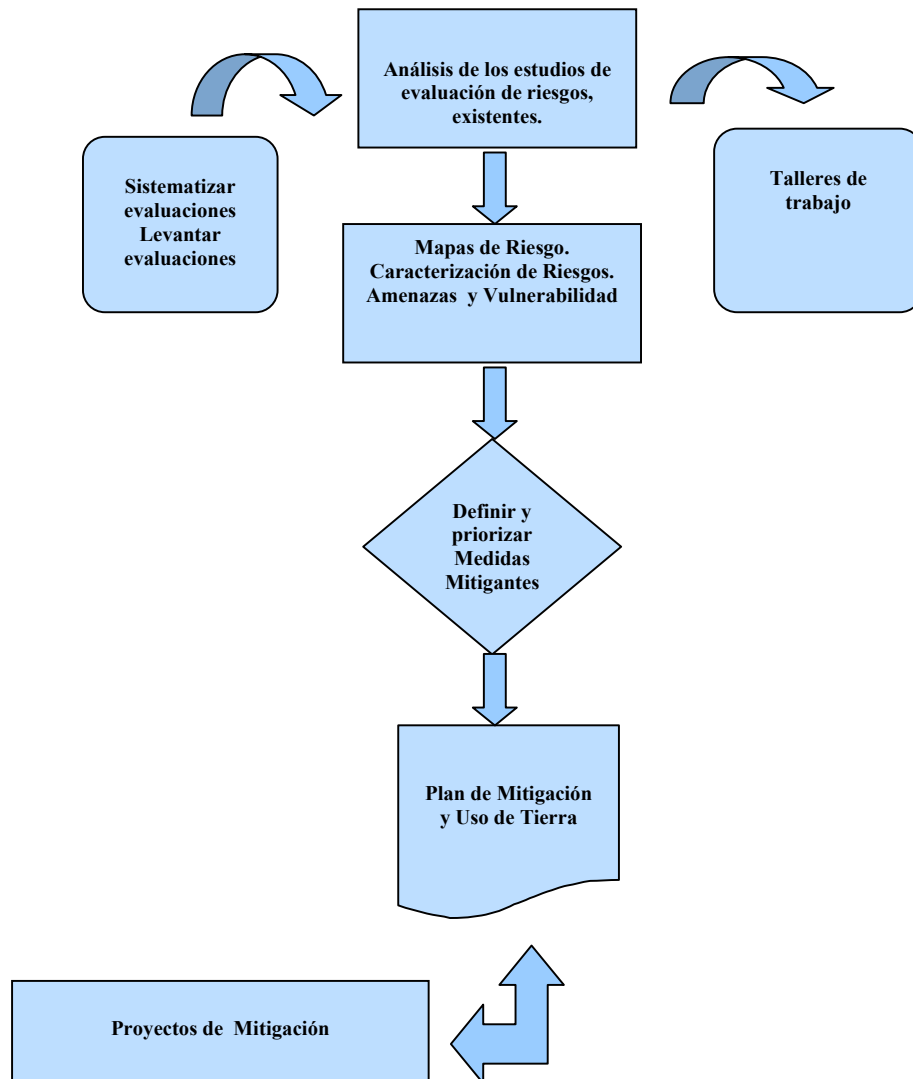 Análisis de los estudios de
evaluación de riesgos,
existentes.
Sistematizar
evaluaciones
Levantar
evaluaciones
Talleres de
trabajo
Mapas de Riesgo.
Caracterización de Riesgos.
Amenazas y Vulnerabilidad
Definir y
priorizar
Medidas
Mitigantes
Plan de Mitigación
y Uso de Tierra
Proyectos de Mitigación